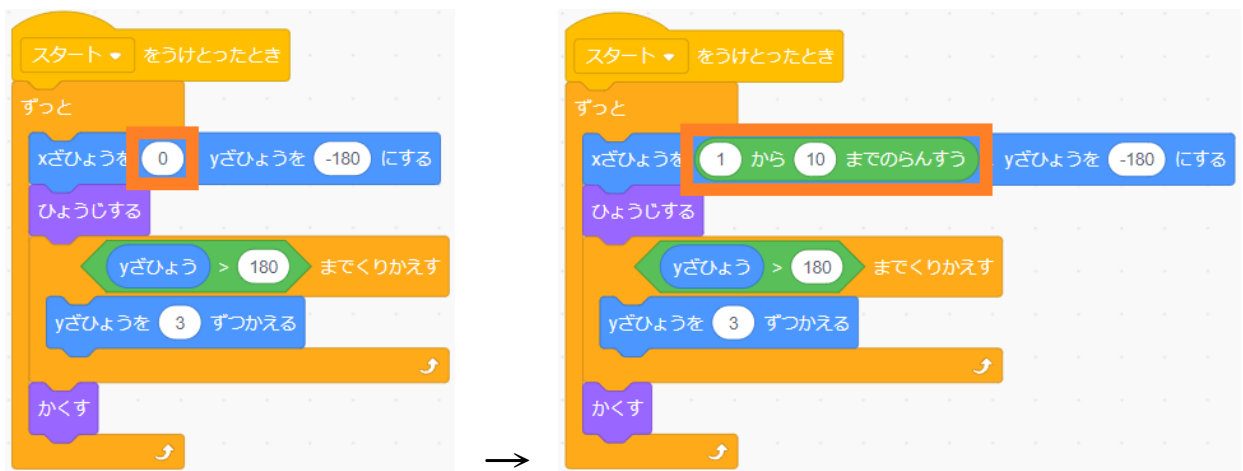 スタート をうけとったとき
ずっと
xざひょうを 0 yざひょうを -180 にする
ひょうじする
yざひょう > 180 までくりかえす
yざひょうを 3 ずつかえる
かくす
→
スタート をうけとったとき
ずっと
xざひょうを 1 から 10 までのらんすう yざひょうを -180 にする
ひょうじする
yざひょう > 180 までくりかえす
yざひょうを 3 ずつかえる
かくす